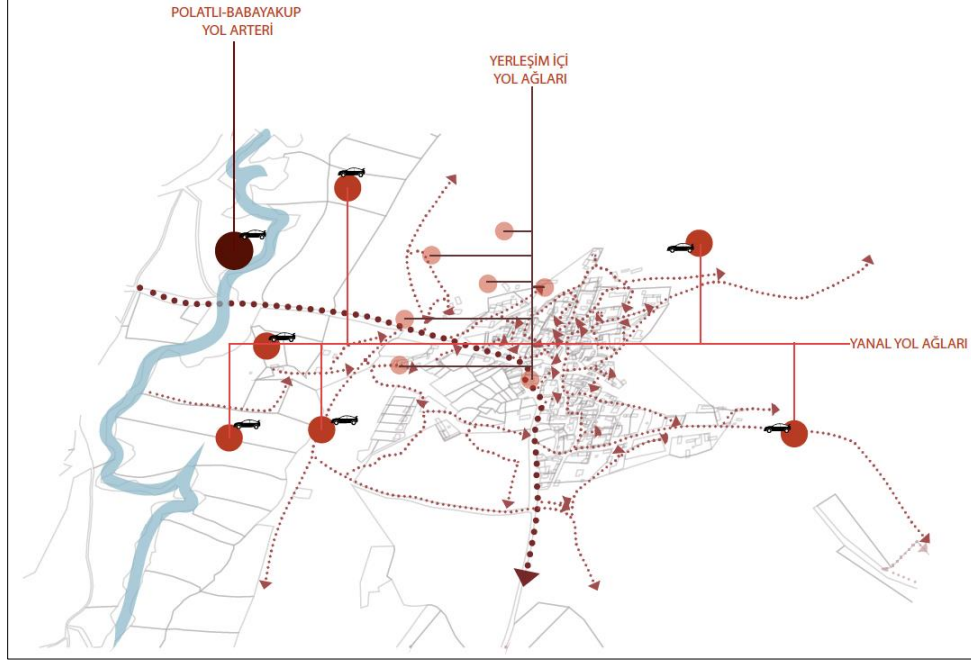 POLATLI-BABAYAKUP
YOL ARTERİ
YERLEŞİM İÇİ
YOL AĞLARI
YANAL YOL AĞLARI